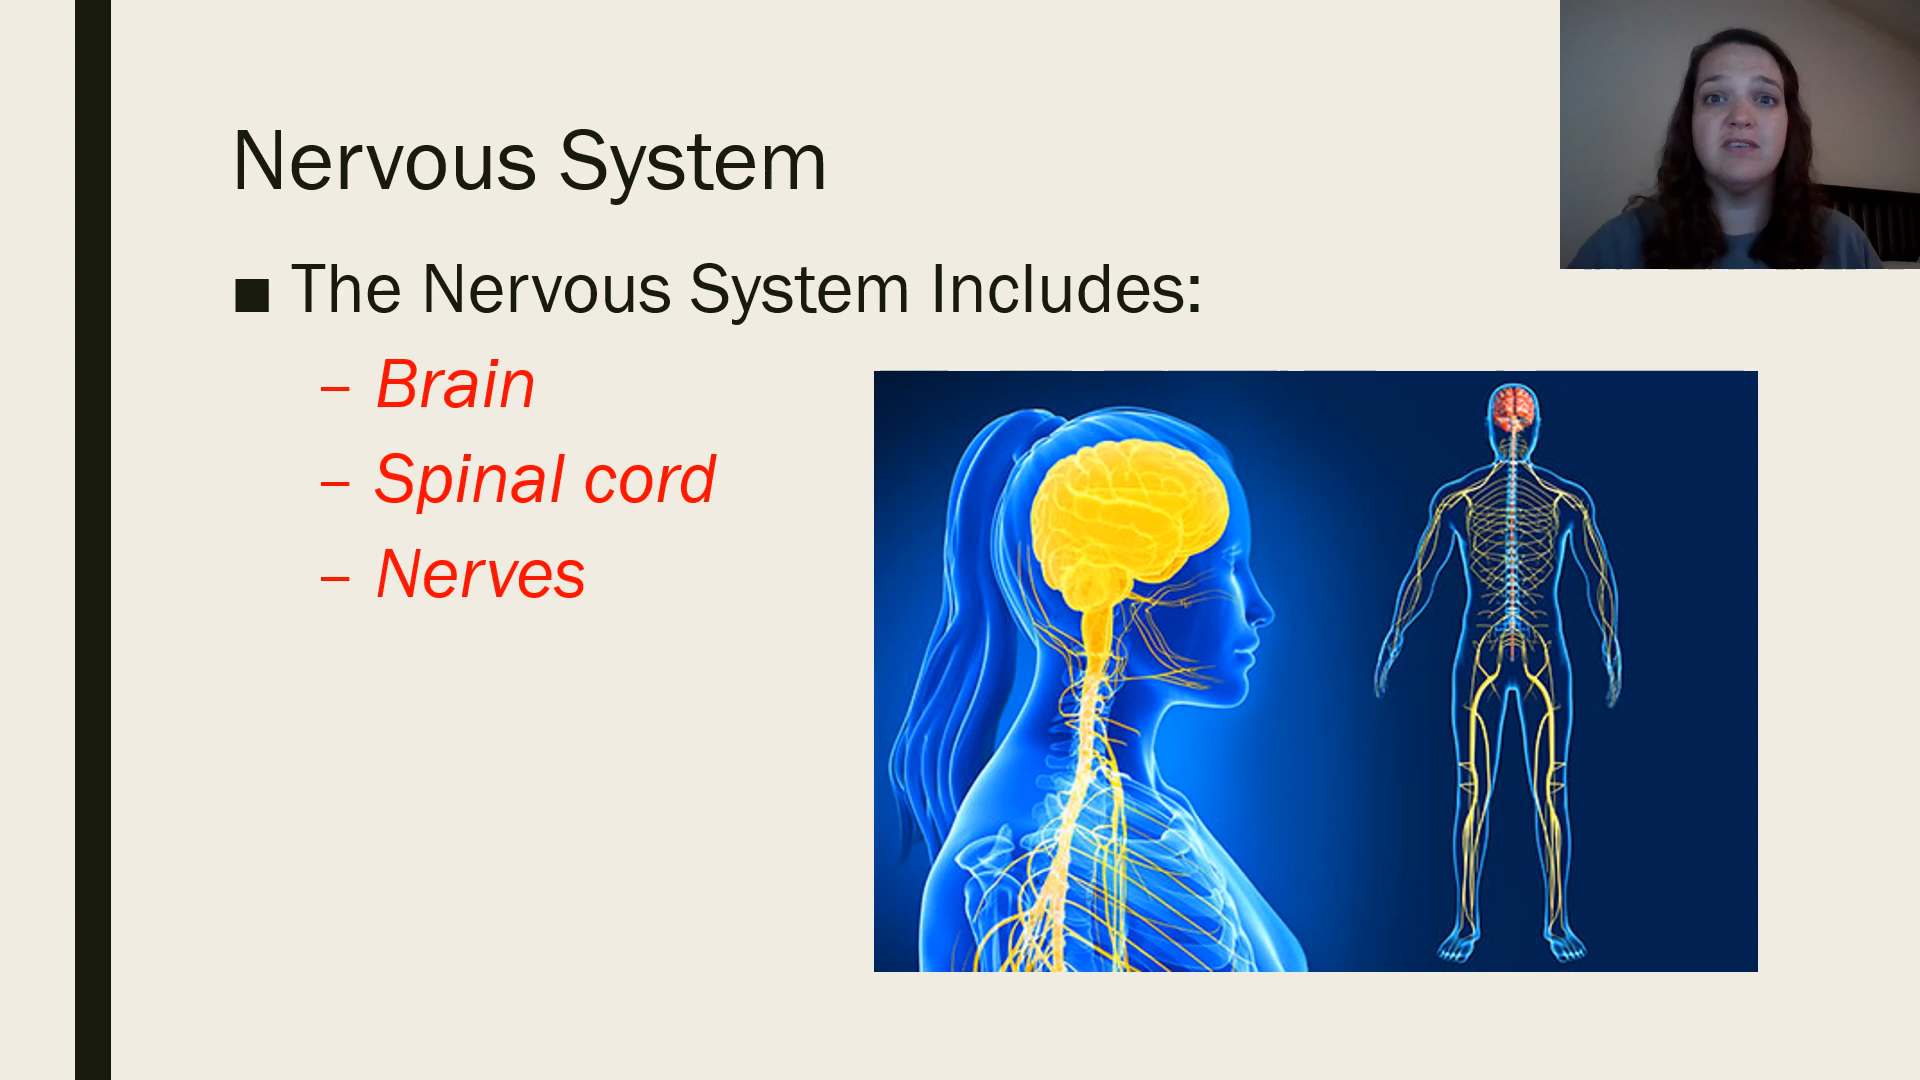 Nervous System
■ The Nervous System Includes:
– Brain
– Spinal cord
– Nerves